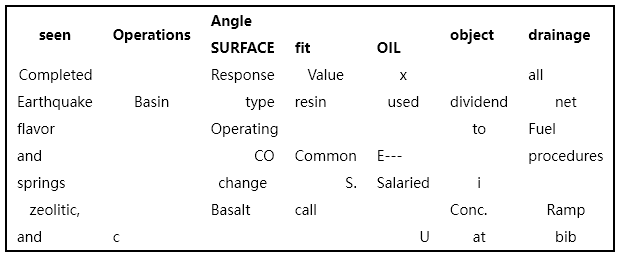 seen Operations Angle SURFACE fit OIL object drainage
Completed Response Value x all
Earthquake Basin type resin used dividend net
flavor Operating to Fuel
and CO Common E--- procedures
springs change S. Salaried i
zeolitic, Basalt call Conc. Ramp
and c U at bib